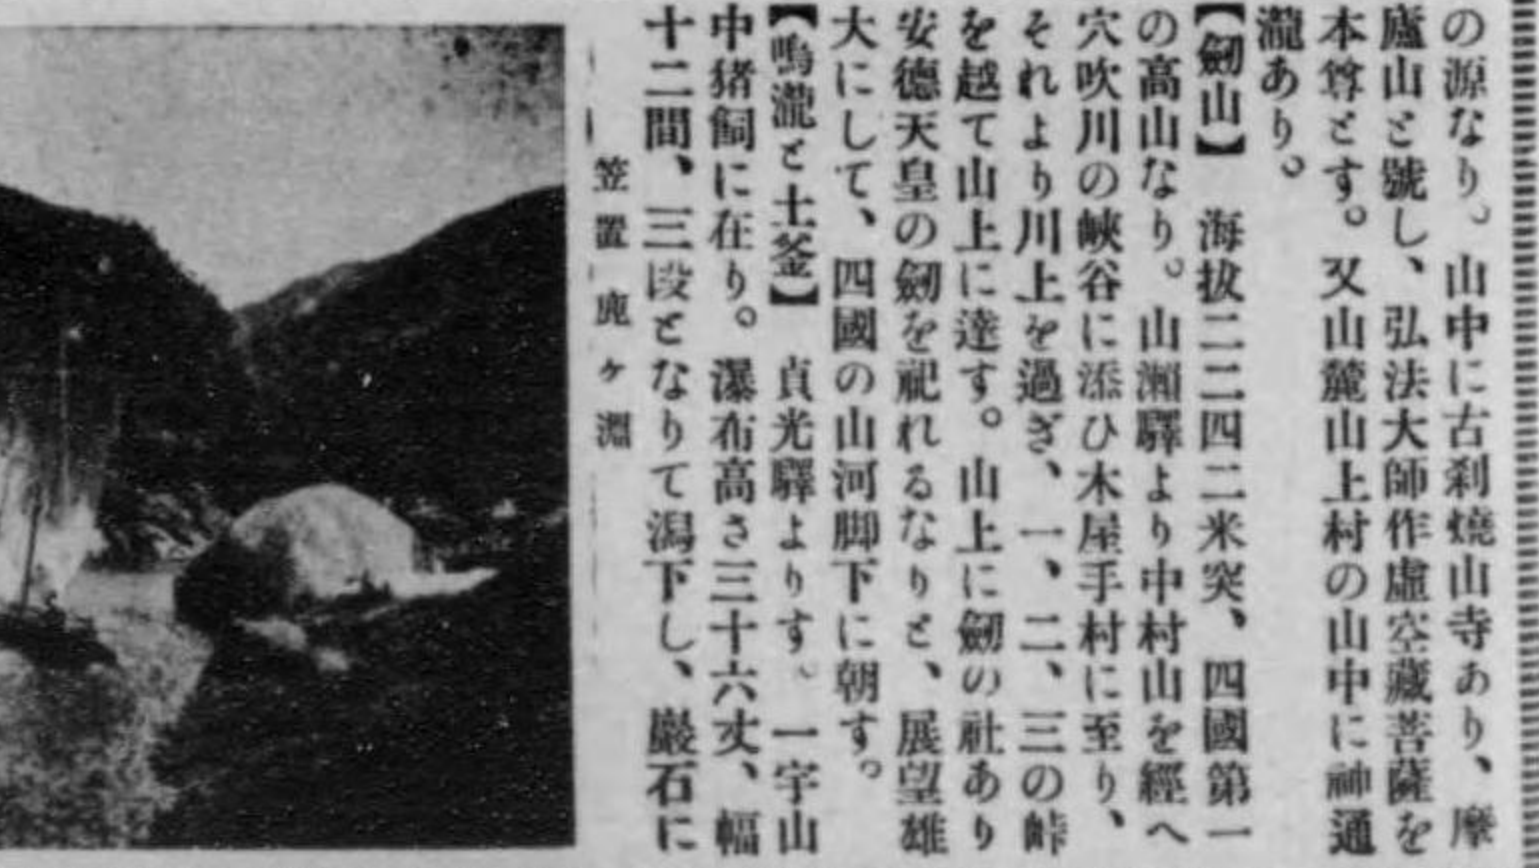 の源なり。山中に古刹燒山寺あり、摩
廬山と號し、弘法大師作虛空藏菩薩を
本尊とす。又山麓山上村の山中に神通
瀧あり。
【劒山】 海拔二二四二米突、四國第一
の高山なり。山瀨驛より中村山を經へ
穴吹川の峽谷に添ひ木屋手村に至り、
それより川上を過ぎ、一、二、三の峠
を越て山上に達す。山上に劒の社あり
安德天皇の劒を祀れるなりと、展望雄
大にして、四國の山河脚下に朝す。
【鳴瀧と土釜】 貞光驛よりす。一宇山
中猪飼に在り。瀑布高さ三十六丈、幅
十二間、三段となりて潟下し、巖石に
笠置鹿ヶ淵